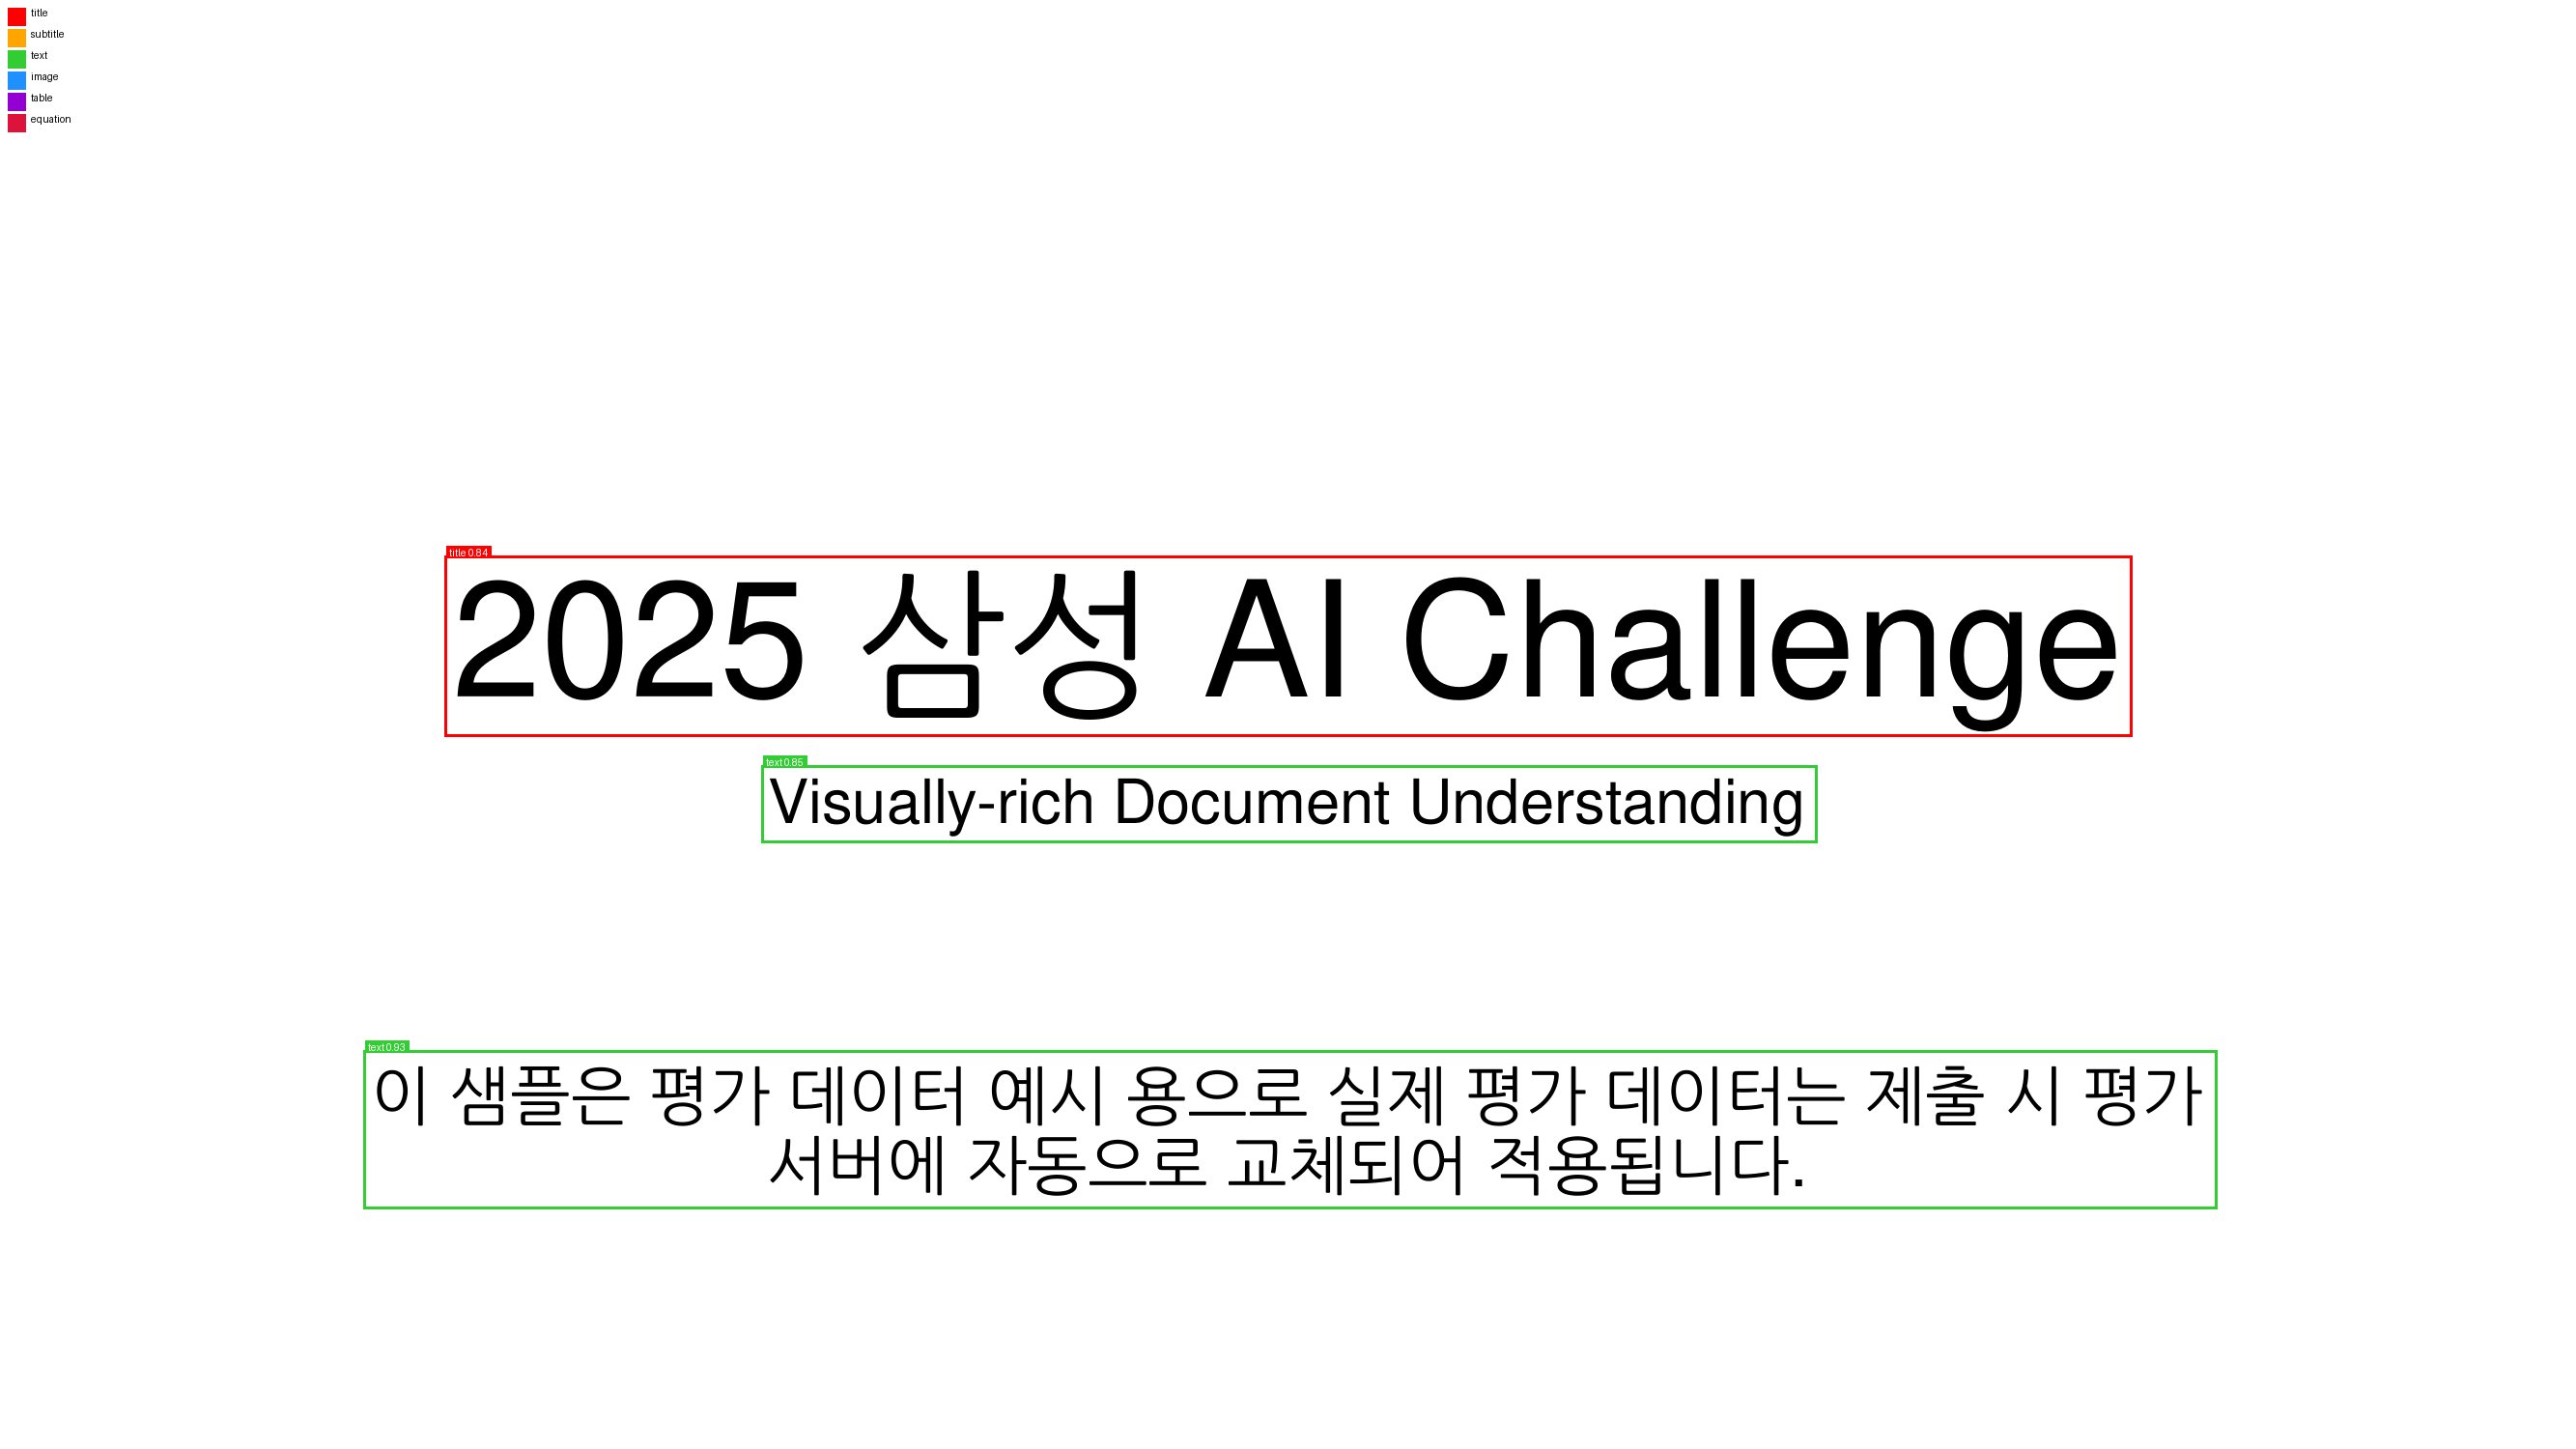 title
subtitle
text
image
table
equation
title 0.84
2025 삼성 AI Challenge
text 0.85
Visually-rich Document Understanding
text 0.93
이 샘플은 평가 데이터 예시 용으로 실제 평가 데이터는 제출 시 평가
서버에 자동으로 교체되어 적용됩니다.